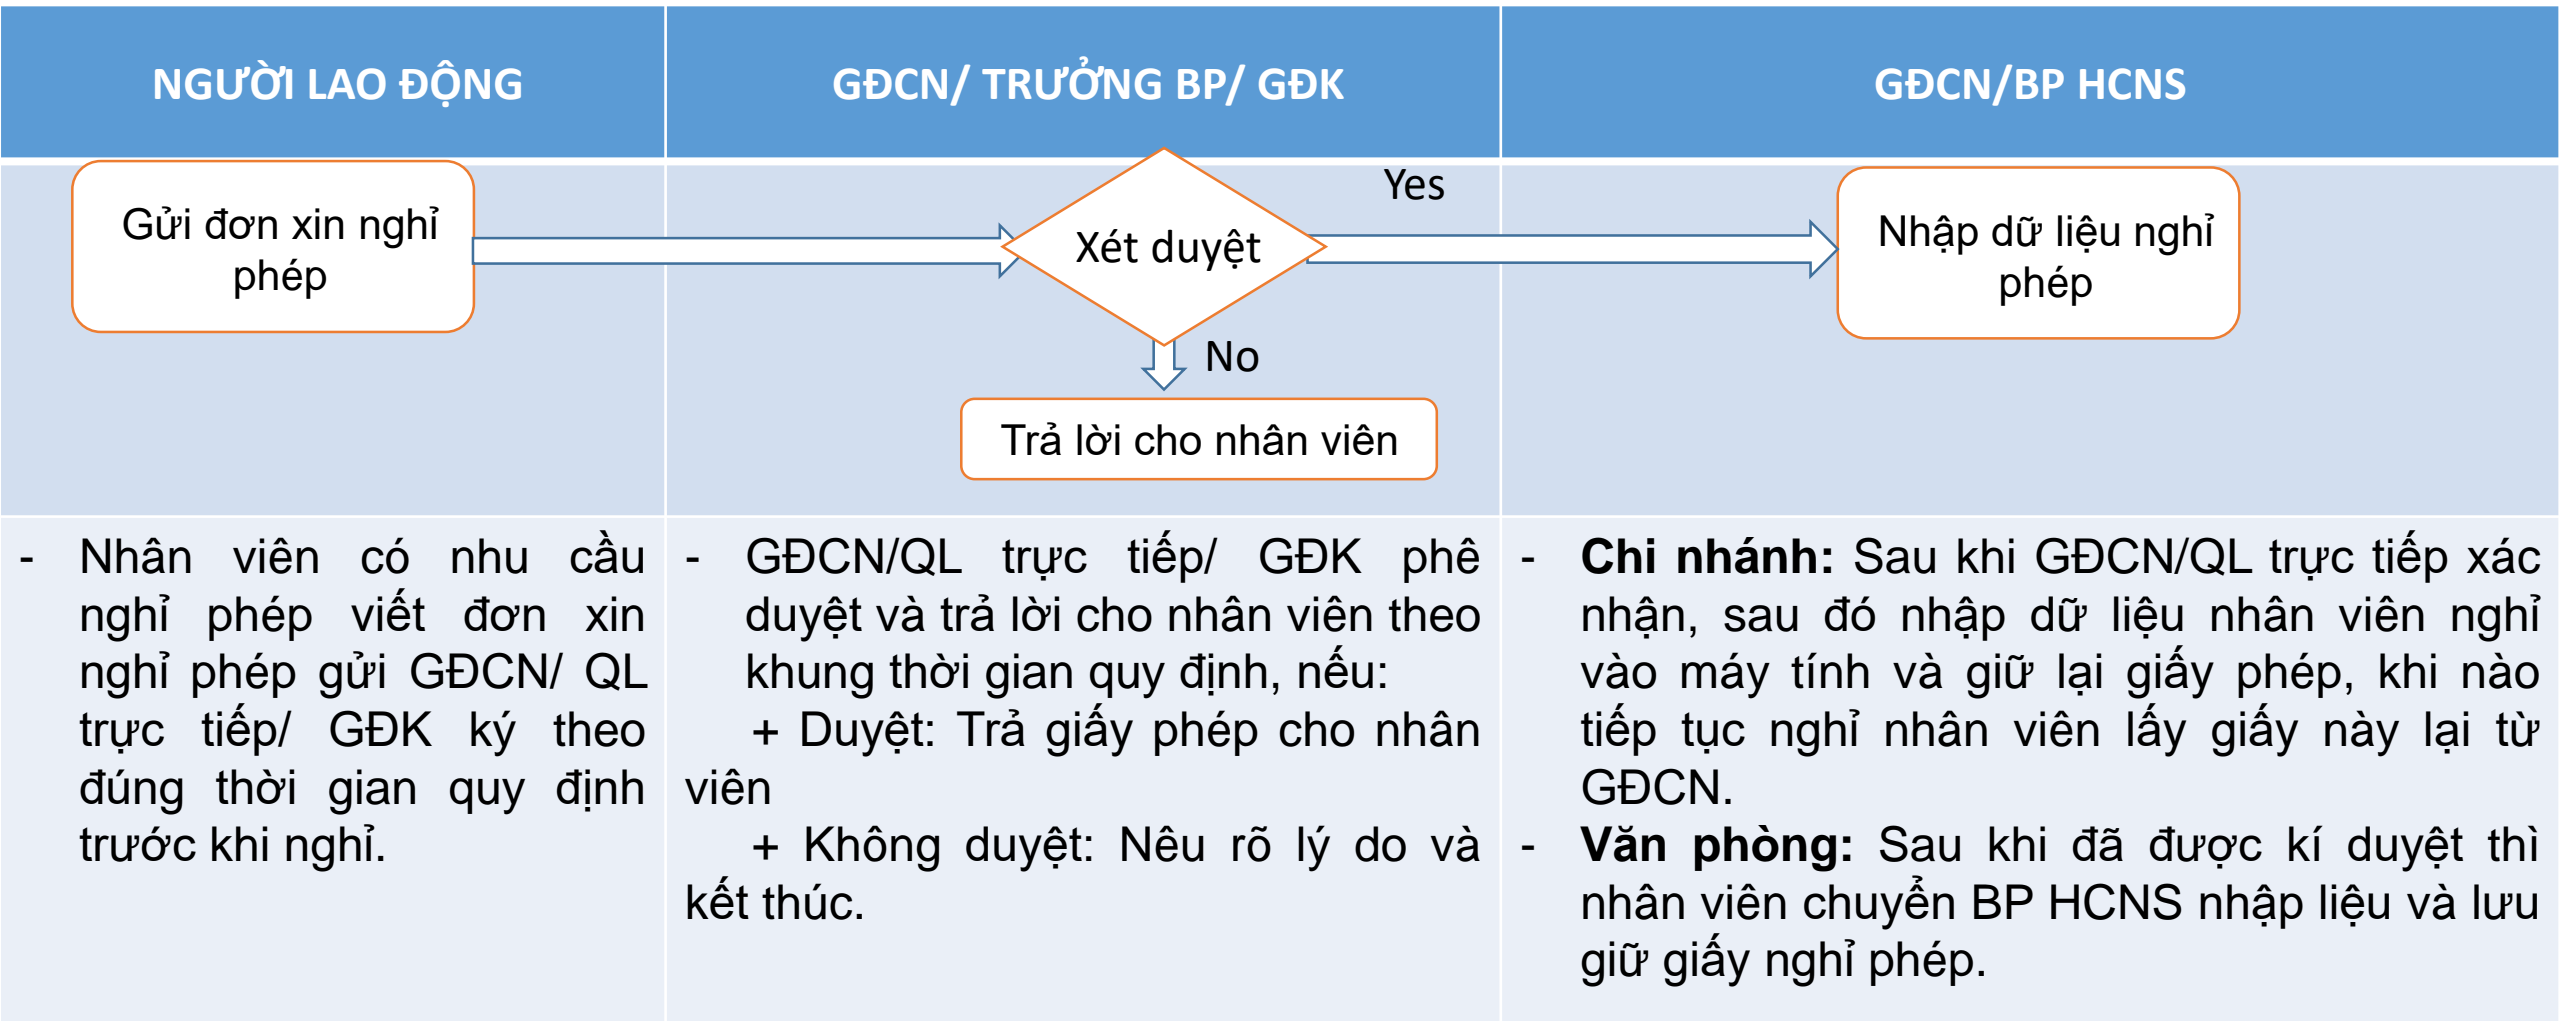 NGƯỜI LAO ĐỘNG
GĐCN/ TRƯỞNG BP/ GĐK
GĐCN/BP HCNS
Gửi đơn xin nghỉ
phép
Xét duyệt
Yes
No
Trả lời cho nhân viên
Nhập dữ liệu nghỉ
phép
- Nhân viên có nhu cầu
nghỉ phép viết đơn xin
nghỉ phép gửi GĐCN/ QL
trực tiếp/ GĐK ký theo
đúng thời gian quy định
trước khi nghỉ.
- GĐCN/QL trực tiếp/ GĐK phê
duyệt và trả lời cho nhân viên theo
khung thời gian quy định, nếu:
+ Duyệt: Trả giấy phép cho nhân
viên
+ Không duyệt: Nêu rõ lý do và
kết thúc.
- Chi nhánh: Sau khi GĐCN/QL trực tiếp xác
nhận, sau đó nhập dữ liệu nhân viên nghỉ
vào máy tính và giữ lại giấy phép, khi nào
tiếp tục nghỉ nhân viên lấy giấy này lại từ
GĐCN.
- Văn phòng: Sau khi đã được kí duyệt thì
nhân viên chuyển BP HCNS nhập liệu và lưu
giữ giấy nghỉ phép.